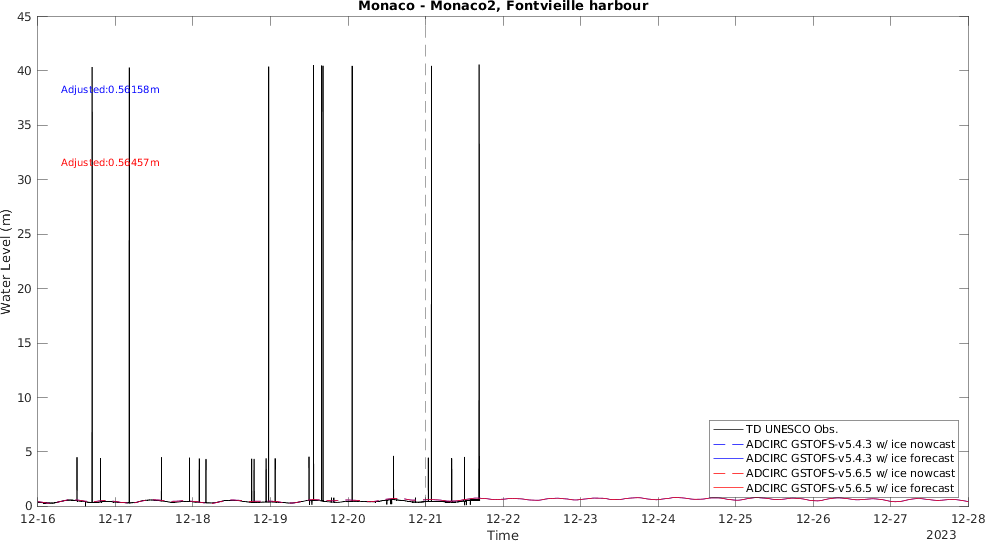 Monaco - Monaco2, Fontvieille harbour
45
40
35
30
25
20
15
10
5
0
Water Level (m)
Adjusted:0.56158m
Adjusted:0.56457m
TD UNESCO Obs.
ADCIRC GSTOFS-v5.4.3 w/ ice nowcast
ADCIRC GSTOFS-v5.4.3 w/ ice forecast
ADCIRC GSTOFS-v5.6.5 w/ ice nowcast
ADCIRC GSTOFS-v5.6.5 w/ ice forecast
12-16 12-17 12-18 12-19 12-20 12-21 12-22 12-23 12-24 12-25 12-26 12-27 12-28
Time
2023